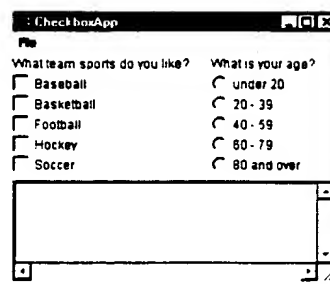 CheckboxApp
File
What team sports do you like? What is your age?
Baseball under 20
Basketball 20 - 39
Football 40 - 59
Hockey 60 - 79
Soccer 80 and over